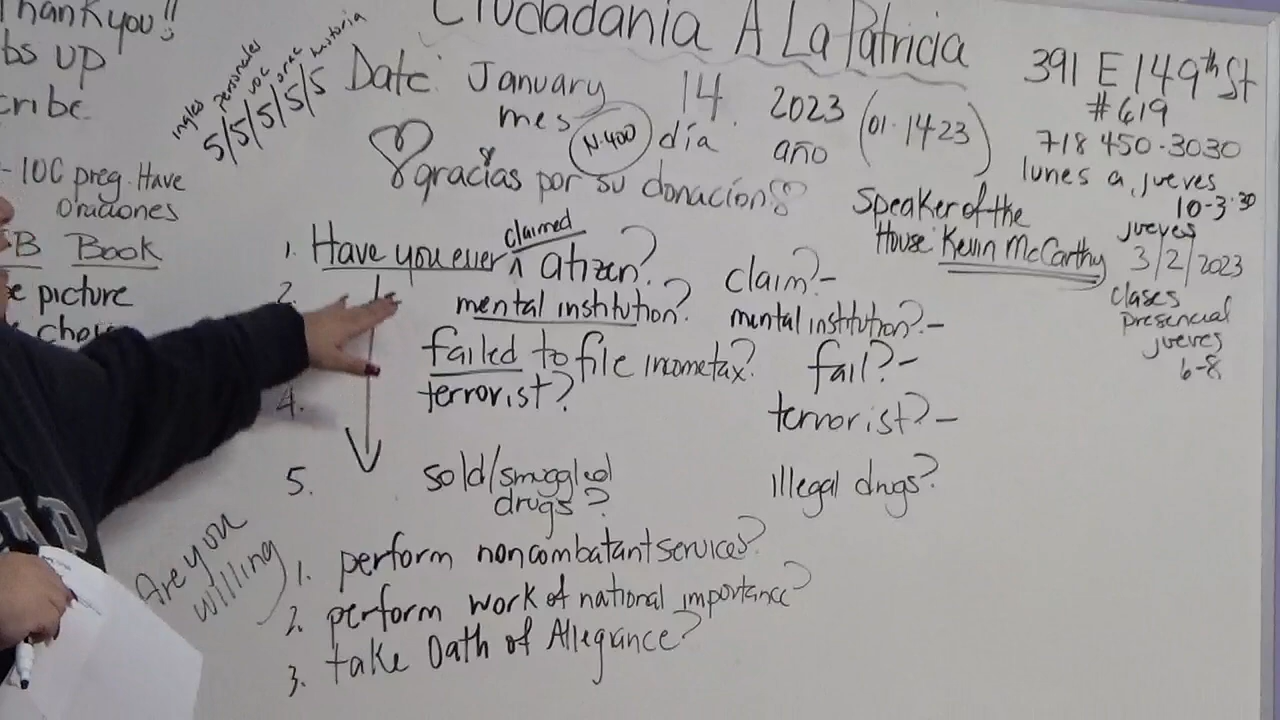 Thank you!!
bs UP
cribe
ingles personales voc orac historia
5/5/5/5/5
Ciudadania A La Patricia
Date: January 14, 2023 (01-14-23)
mes día año
N-400
gracias por su donacion
391 E 149th St
#619
718 450-3030
lunes a jueves
10-3:30
jueves
3/2/2023
clases
presencial
jueves
6-8
- 100 preg. Have
Oraciones
B Book
e picture
Speaker of the
House Kevin McCarthy
1. Have you ever claimed ^ citizen? claim?-
2. mental institution? mental institution?-
failed to file income tax? fail?-
4. terrorist? terrorist?-
5. sold/smuggled illegal drugs?
drugs?
Are you
willing
1. perform noncombatant services?
2. perform work of national importance?
3. take Oath of Allegrance?